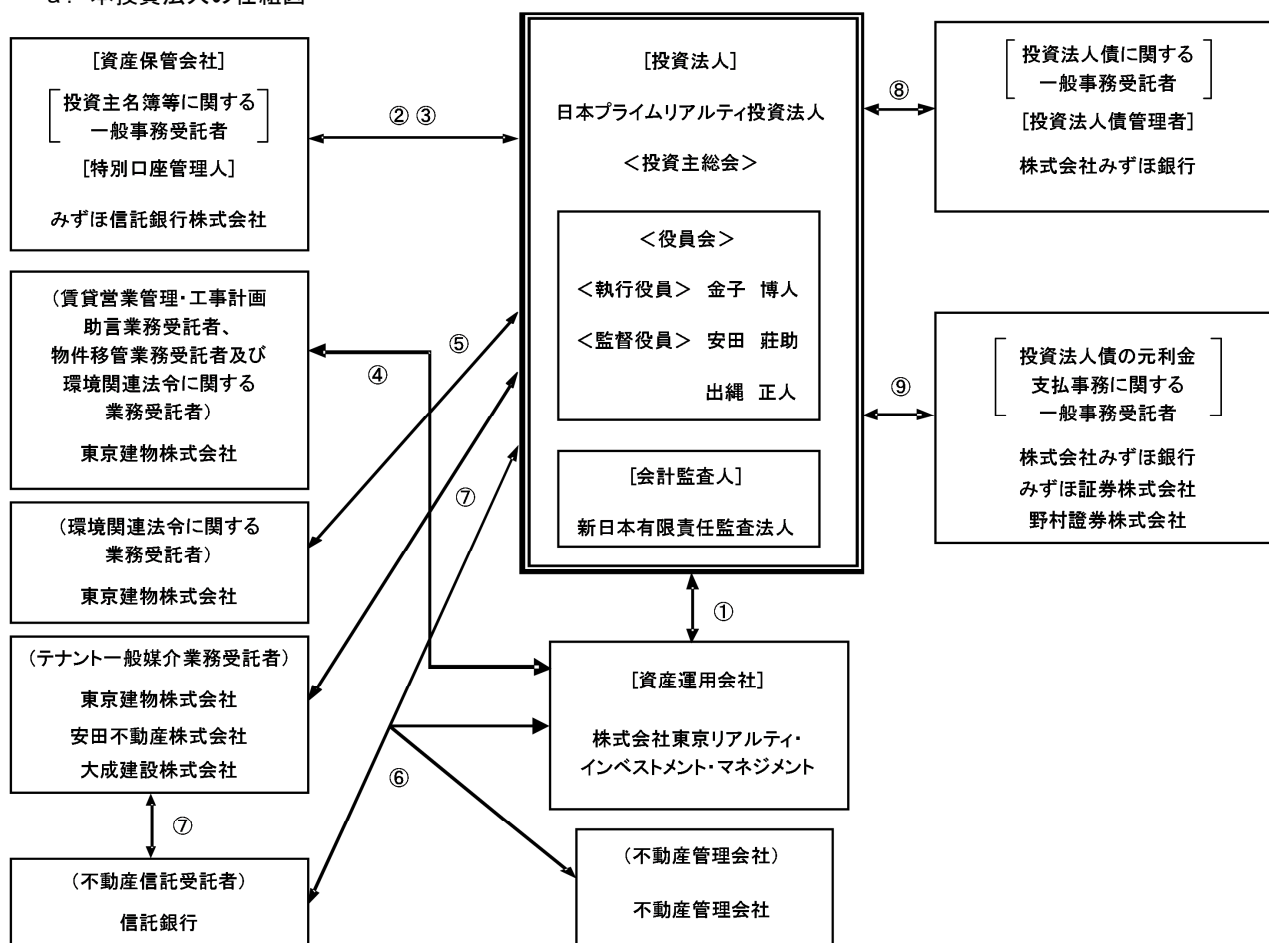 a. 本投資法人の仕組図
[資産保管会社]
投資主名簿等に関する
一般事務受託者
[特別口座管理人]
みずほ信託銀行株式会社
② ③
[投資法人]
日本プライムリアルティ投資法人
<投資主総会>
<役員会>
<執行役員> 金子 博人
<監督役員> 安田 莊助
出縄 正人
[会計監査人]
新日本有限責任監査法人
⑧
投資法人債に関する
一般事務受託者
[投資法人債管理者]
株式会社みずほ銀行
⑨
投資法人債の元利金
支払事務に関する
一般事務受託者
株式会社みずほ銀行
みずほ証券株式会社
野村證券株式会社
(賃貸営業管理・工事計画
助言業務受託者、
物件移管業務受託者及び
環境関連法令に関する
業務受託者)
東京建物株式会社
④
⑤
(環境関連法令に関する
業務受託者)
東京建物株式会社
⑦
(テナント一般媒介業務受託者)
東京建物株式会社
安田不動産株式会社
大成建設株式会社
⑦
(不動産信託受託者)
信託銀行
⑥
①
[資産運用会社]
株式会社東京リアルティ・
インベストメント・マネジメント
(不動産管理会社)
不動産管理会社